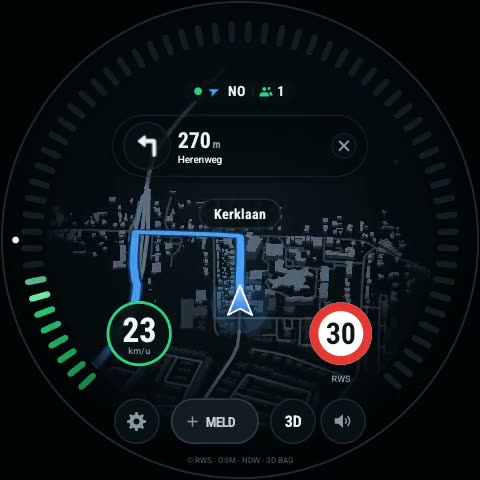 NO 1
270 m
Herenweg
Kerklaan
23
km/u
30
RWS
+ MELD
3D
© RWS · OSM · NDW · 3D BAG